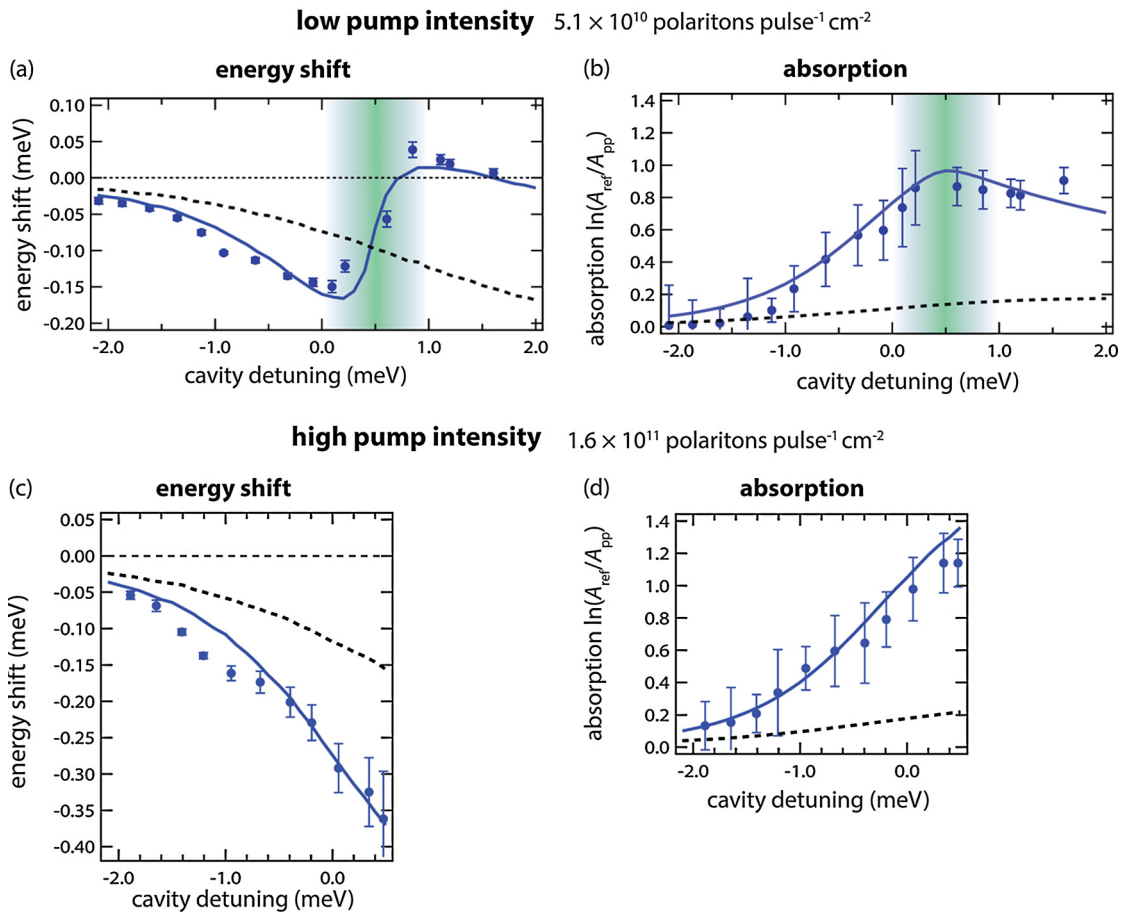 low pump intensity 5.1 × 10¹⁰ polaritons pulse⁻¹ cm⁻²
(a) energy shift
(b) absorption
energy shift (meV)
0.10
0.05
0.00
-0.05
-0.10
-0.15
-0.20
-2.0 -1.0 0.0 1.0 2.0
cavity detuning (meV)
absorption ln(Aref/App)
1.4
1.2
1.0
0.8
0.6
0.4
0.2
0.0
-2.0 -1.0 0.0 1.0 2.0
cavity detuning (meV)
high pump intensity 1.6 × 10¹¹ polaritons pulse⁻¹ cm⁻²
(c) energy shift
(d) absorption
energy shift (meV)
0.05
0.00
-0.05
-0.10
-0.15
-0.20
-0.25
-0.30
-0.35
-0.40
-2.0 -1.0 0.0
cavity detuning (meV)
absorption ln(Aref/App)
1.4
1.2
1.0
0.8
0.6
0.4
0.2
0.0
-2.0 -1.0 0.0
cavity detuning (meV)